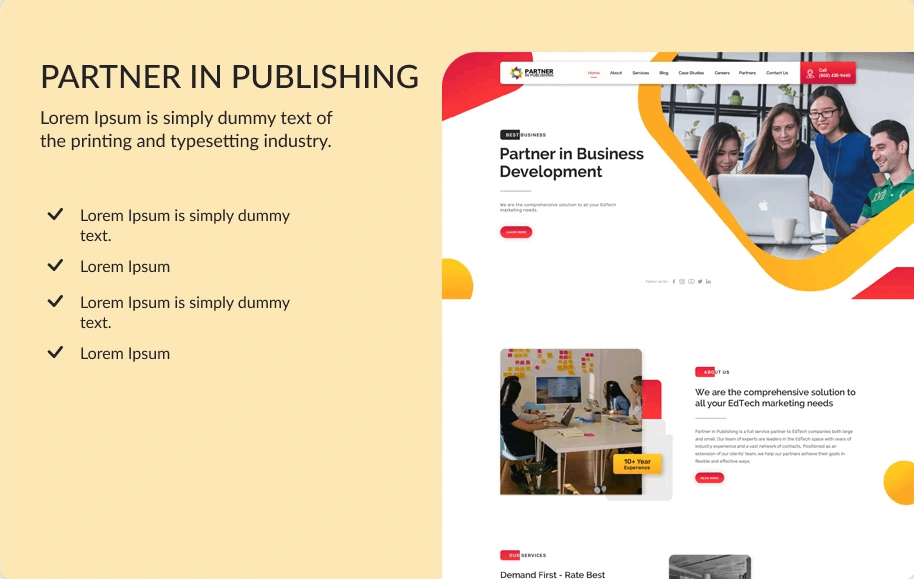 PARTNER IN PUBLISHING
Lorem Ipsum is simply dummy text of
the printing and typesetting industry.
Lorem Ipsum is simply dummy
text.
Lorem Ipsum
Lorem Ipsum is simply dummy
text.
Lorem Ipsum
PARTNER
IN PUBLISHING
Home About Services Blog Case Studies Careers Partners Contact Us
Call
(860) 430-9440
BEST BUSINESS
Partner in Business
Development
We are the comprehensive solution to all your EdTech
marketing needs
LEARN MORE
Follow us On:
10+ Year
Experience
ABOUT US
We are the comprehensive solution to
all your EdTech marketing needs
Partner in Publishing is a full service partner to EdTech companies both large
and small. Our team of experts are leaders in the EdTech space with years of
industry experience and a vast network of contacts. Positioned as an
extension of our clients' team, we help our partners achieve their goals in
flexible and effective ways.
READ MORE
OUR SERVICES
Demand First - Rate Best